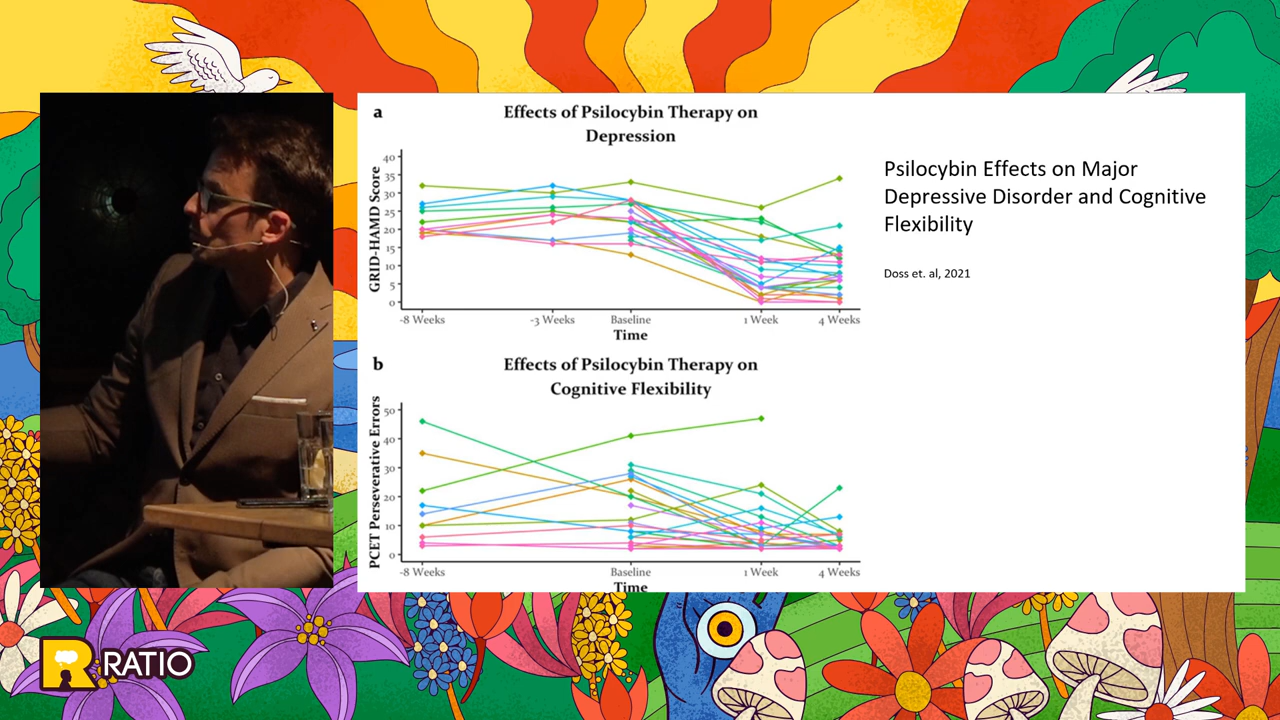 a
Effects of Psilocybin Therapy on
Depression
GRID-HAMD Score
40
35
30
25
20
15
10
5
0
-8 Weeks
-3 Weeks
Baseline
1 Week
4 Weeks
Time
b
Effects of Psilocybin Therapy on
Cognitive Flexibility
PCET Perseverative Errors
50
40
30
20
10
0
-8 Weeks
Baseline
1 Week
4 Weeks
Time
Psilocybin Effects on Major
Depressive Disorder and Cognitive
Flexibility
Doss et. al, 2021
R RATIO